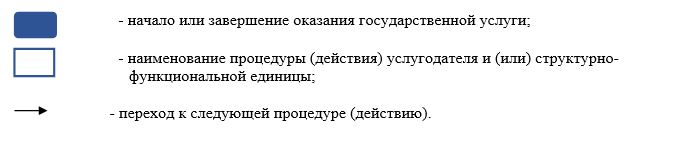 - начало или завершение оказания государственной услуги;
- наименование процедуры (действия) услугодателя и (или) структурно-
функциональной единицы;
- переход к следующей процедуре (действию).